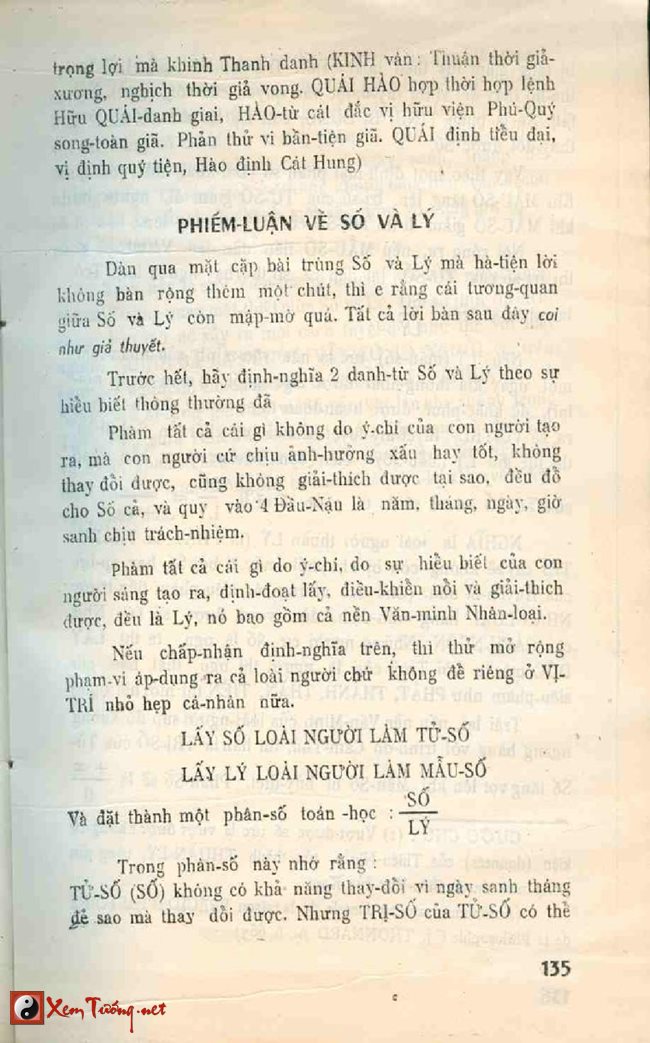 trọng lợi mà khinh Thanh danh (KINH vân : Thuận thời giả-
xương, nghịch thời giả vong. QUÁI HÀO hợp thời hợp lệnh
Hữu QUÁI-danh giai, HÀO-từ cát đắc vị hữu viện Phú-Quý
song-toàn giã. Phản thử vi bần-tiện giã. QUÁI định tiểu đại,
vị định quý tiện, Hào định Cát Hung)
PHIẾM-LUẬN VỀ SỐ VÀ LÝ
Dàn qua mặt cặp bài trùng Số và Lý mà hà-tiện lời
không bàn rộng thêm một chút, thì e rằng cái tương-quan
giữa Số và Lý còn mập-mờ quá. Tất cả lời bàn sau đây coi
như giả thuyết.
Trước hết, hãy định-nghĩa 2 danh-từ Số và Lý theo sự
hiểu biết thông thường đã
Phàm tất cả cái gì không do ý-chí của con người tạo
ra, mà con người cứ chịu ảnh-hưởng xấu hay tốt, không
thay đổi được, cũng không giải-thích được tại sao, đều đổ
cho Số cả, và quy vào 4 Đầu-Nậu là năm, tháng, ngày, giờ
sanh chịu trách-nhiệm.
Phàm tất cả cái gì do ý-chí, do sự hiểu biết của con
người sáng tạo ra, định-đoạt lấy, điều-khiển nổi và giải-thích
được, đều là Lý, nó bao gồm cả nền Văn-minh Nhân-loại.
Nếu chấp-nhận định-nghĩa trên, thì thử mở rộng
phạm-vi áp-dụng ra cả loài người chứ không để riêng ở VỊ-
TRÍ nhỏ hẹp cá-nhân nữa.
LẤY SỐ LOÀI NGƯỜI LÀM TỬ-SỐ
LẤY LÝ LOÀI NGƯỜI LÀM MẪU-SỐ
Và đặt thành một phân-số toán -học : SỐ
LÝ
Trong phân-số này nhớ rằng :
TỬ-SỐ (SỐ) không có khả năng thay-đổi vì ngày sanh tháng
đẻ sao mà thay đổi được. Nhưng TRỊ-SỐ của TỬ-SỐ có thể
135
XemTướng.net